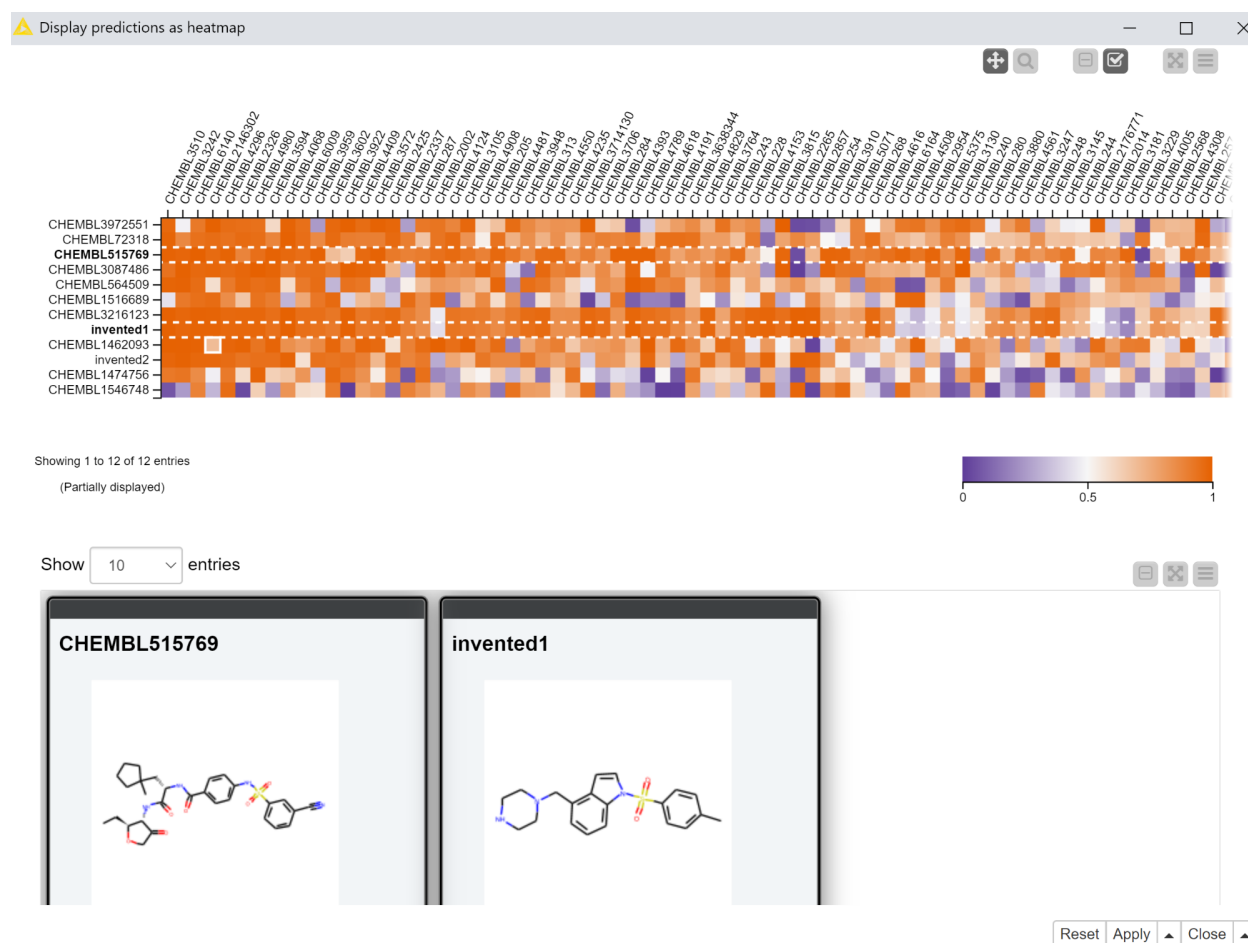 Display predictions as heatmap
CHEMBL3510
CHEMBL3242
CHEMBL6140
CHEMBL2146302
CHEMBL4296
CHEMBL2326
CHEMBL4980
CHEMBL3594
CHEMBL4068
CHEMBL6009
CHEMBL3959
CHEMBL3602
CHEMBL3922
CHEMBL4409
CHEMBL3572
CHEMBL2425
CHEMBL2337
CHEMBL287
CHEMBL2002
CHEMBL4124
CHEMBL3105
CHEMBL4908
CHEMBL205
CHEMBL4481
CHEMBL3948
CHEMBL313
CHEMBL4550
CHEMBL4235
CHEMBL3714130
CHEMBL3706
CHEMBL284
CHEMBL4393
CHEMBL4789
CHEMBL4618
CHEMBL4191
CHEMBL3638344
CHEMBL4829
CHEMBL3764
CHEMBL243
CHEMBL228
CHEMBL4153
CHEMBL3815
CHEMBL2265
CHEMBL2857
CHEMBL254
CHEMBL3910
CHEMBL5071
CHEMBL268
CHEMBL4616
CHEMBL6164
CHEMBL4508
CHEMBL2954
CHEMBL5375
CHEMBL3130
CHEMBL240
CHEMBL280
CHEMBL3880
CHEMBL4561
CHEMBL3247
CHEMBL248
CHEMBL3145
CHEMBL244
CHEMBL2176771
CHEMBL2014
CHEMBL3181
CHEMBL3229
CHEMBL4005
CHEMBL2568
CHEMBL4308
CHEMBL3972551
CHEMBL72318
CHEMBL515769
CHEMBL3087486
CHEMBL564509
CHEMBL1516689
CHEMBL3216123
invented1
CHEMBL1462093
invented2
CHEMBL1474756
CHEMBL1546748
Showing 1 to 12 of 12 entries
(Partially displayed)
0 0.5 1
Show 10 entries
CHEMBL515769
invented1
Reset Apply Close